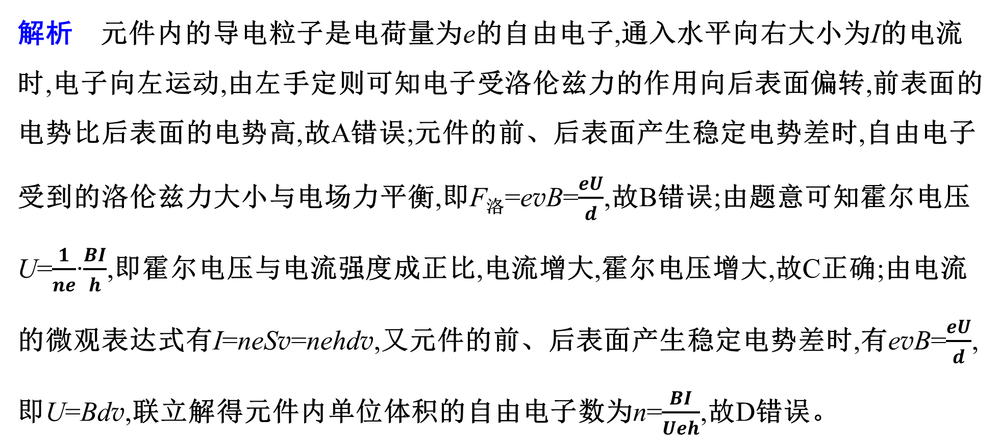 解析 元件内的导电粒子是电荷量为e的自由电子,通入水平向右大小为I的电流
时,电子向左运动,由左手定则可知电子受洛伦兹力的作用向后表面偏转,前表面的
电势比后表面的电势高,故A错误;元件的前、后表面产生稳定电势差时,自由电子
受到的洛伦兹力大小与电场力平衡,即F洛=evB=eU/d,故B错误;由题意可知霍尔电压
U=1/ne·BI/h,即霍尔电压与电流强度成正比,电流增大,霍尔电压增大,故C正确;由电流
的微观表达式有I=neSv=nehdv,又元件的前、后表面产生稳定电势差时,有evB=eU/d,
即U=Bdv,联立解得元件内单位体积的自由电子数为n=BI/Ueh,故D错误。